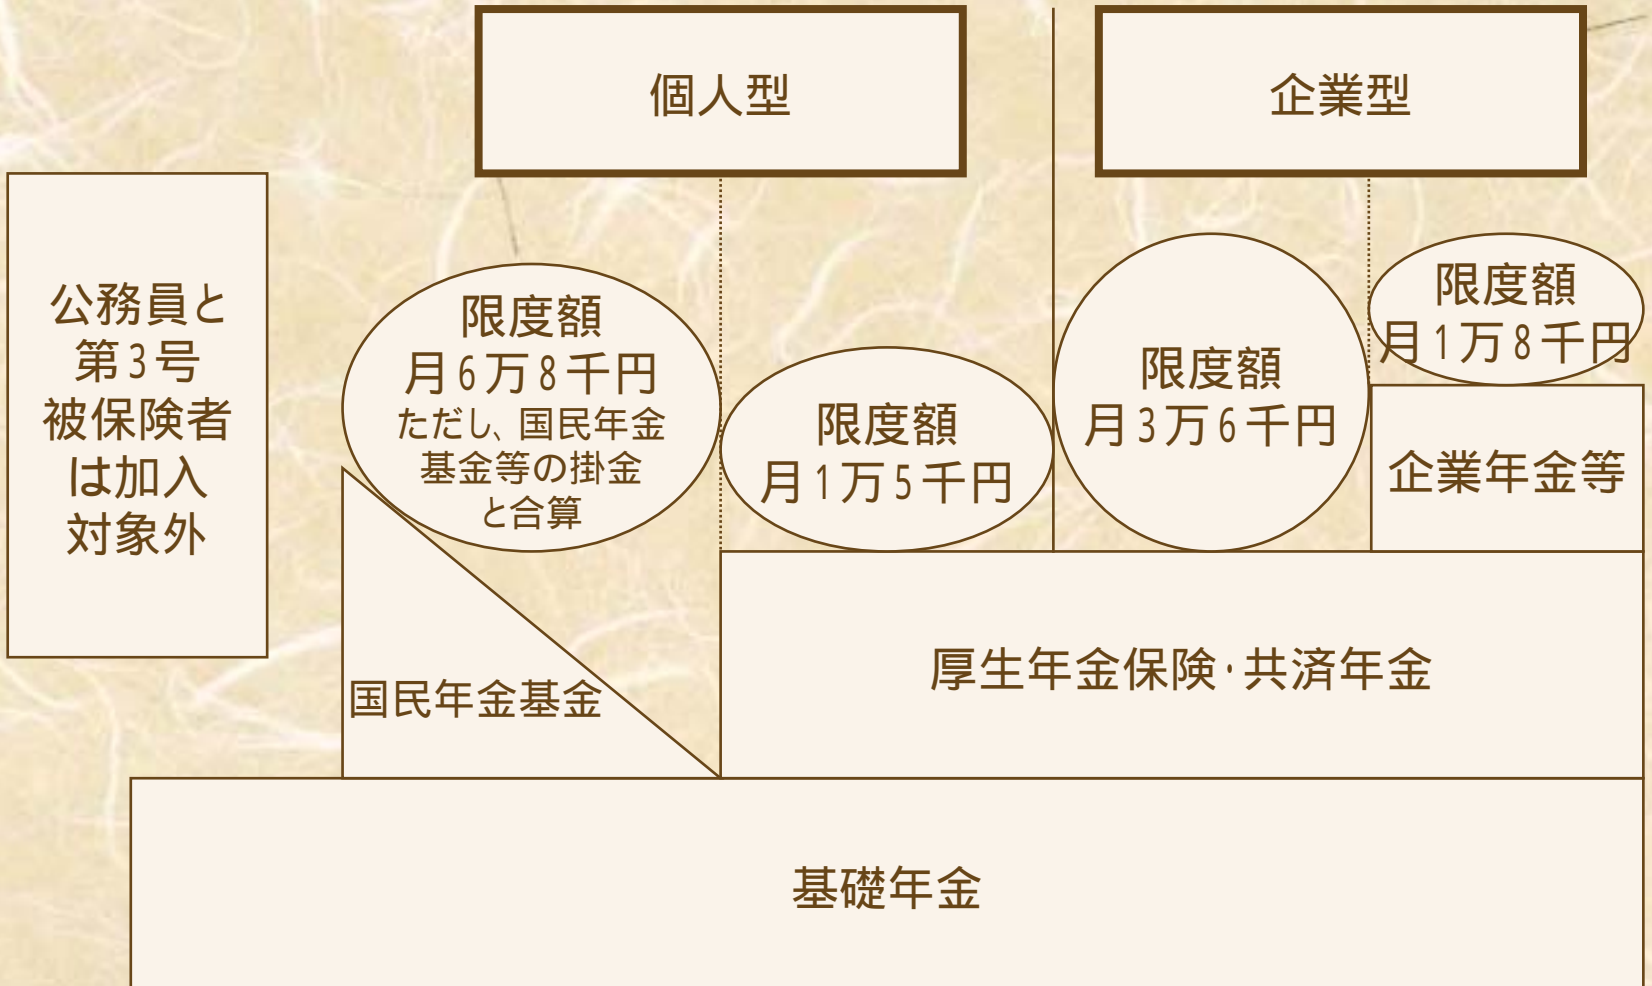 個人型
企業型
公務員と
第3号
被保険者
は加入
対象外
限度額
月6万8千円
ただし、国民年金
基金等の掛金
と合算
限度額
月1万5千円
限度額
月3万6千円
限度額
月1万8千円
企業年金等
国民年金基金
厚生年金保険・共済年金
基礎年金